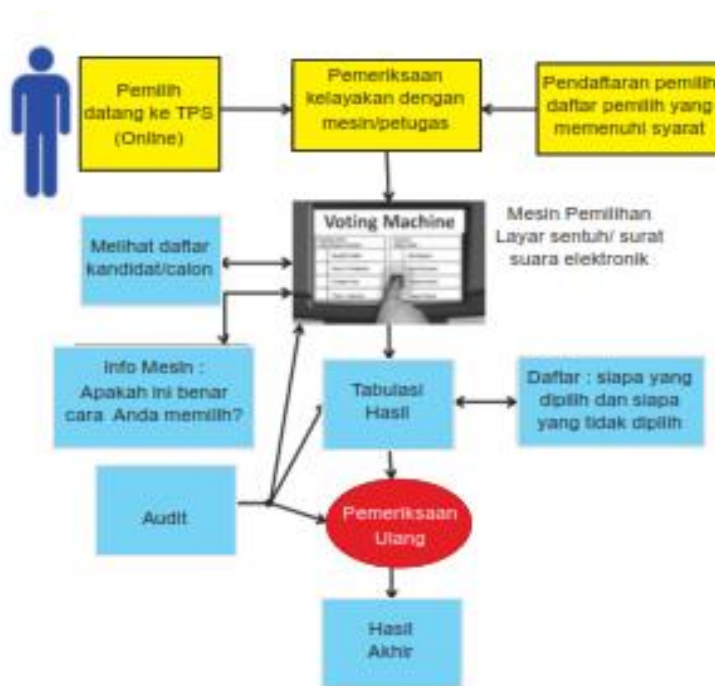 Pemilih
datang ke TPS
(Online)
Pemeriksaan
kelayakan dengan
mesin/petugas
Pendaftaran pemilih
daftar pemilih yang
memenuhi syarat
Voting Machine
Mesin Pemilihan
Layar sentuh/ surat
suara elektronik
Melihat daftar
kandidat/calon
Info Mesin :
Apakah ini benar
cara Anda memilih?
Tabulasi
Hasil
Daftar : siapa yang
dipilih dan siapa
yang tidak dipilih
Audit
Pemeriksaan
Ulang
Hasil
Akhir